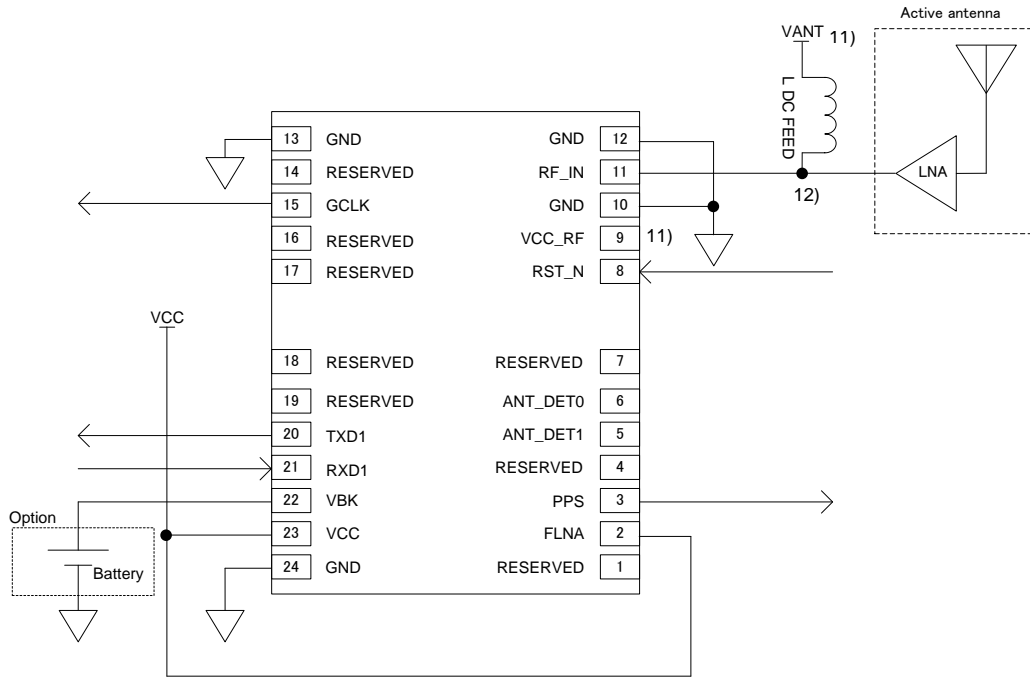 Active antenna
VANT 11)
L DC FEED
LNA
12)
13 GND GND 12
14 RESERVED RF_IN 11
15 GCLK GND 10
16 RESERVED VCC_RF 9 11)
17 RESERVED RST_N 8
VCC
18 RESERVED RESERVED 7
19 RESERVED ANT_DET0 6
20 TXD1 ANT_DET1 5
21 RXD1 RESERVED 4
22 VBK PPS 3
Option
23 VCC FLNA 2
Battery
24 GND RESERVED 1